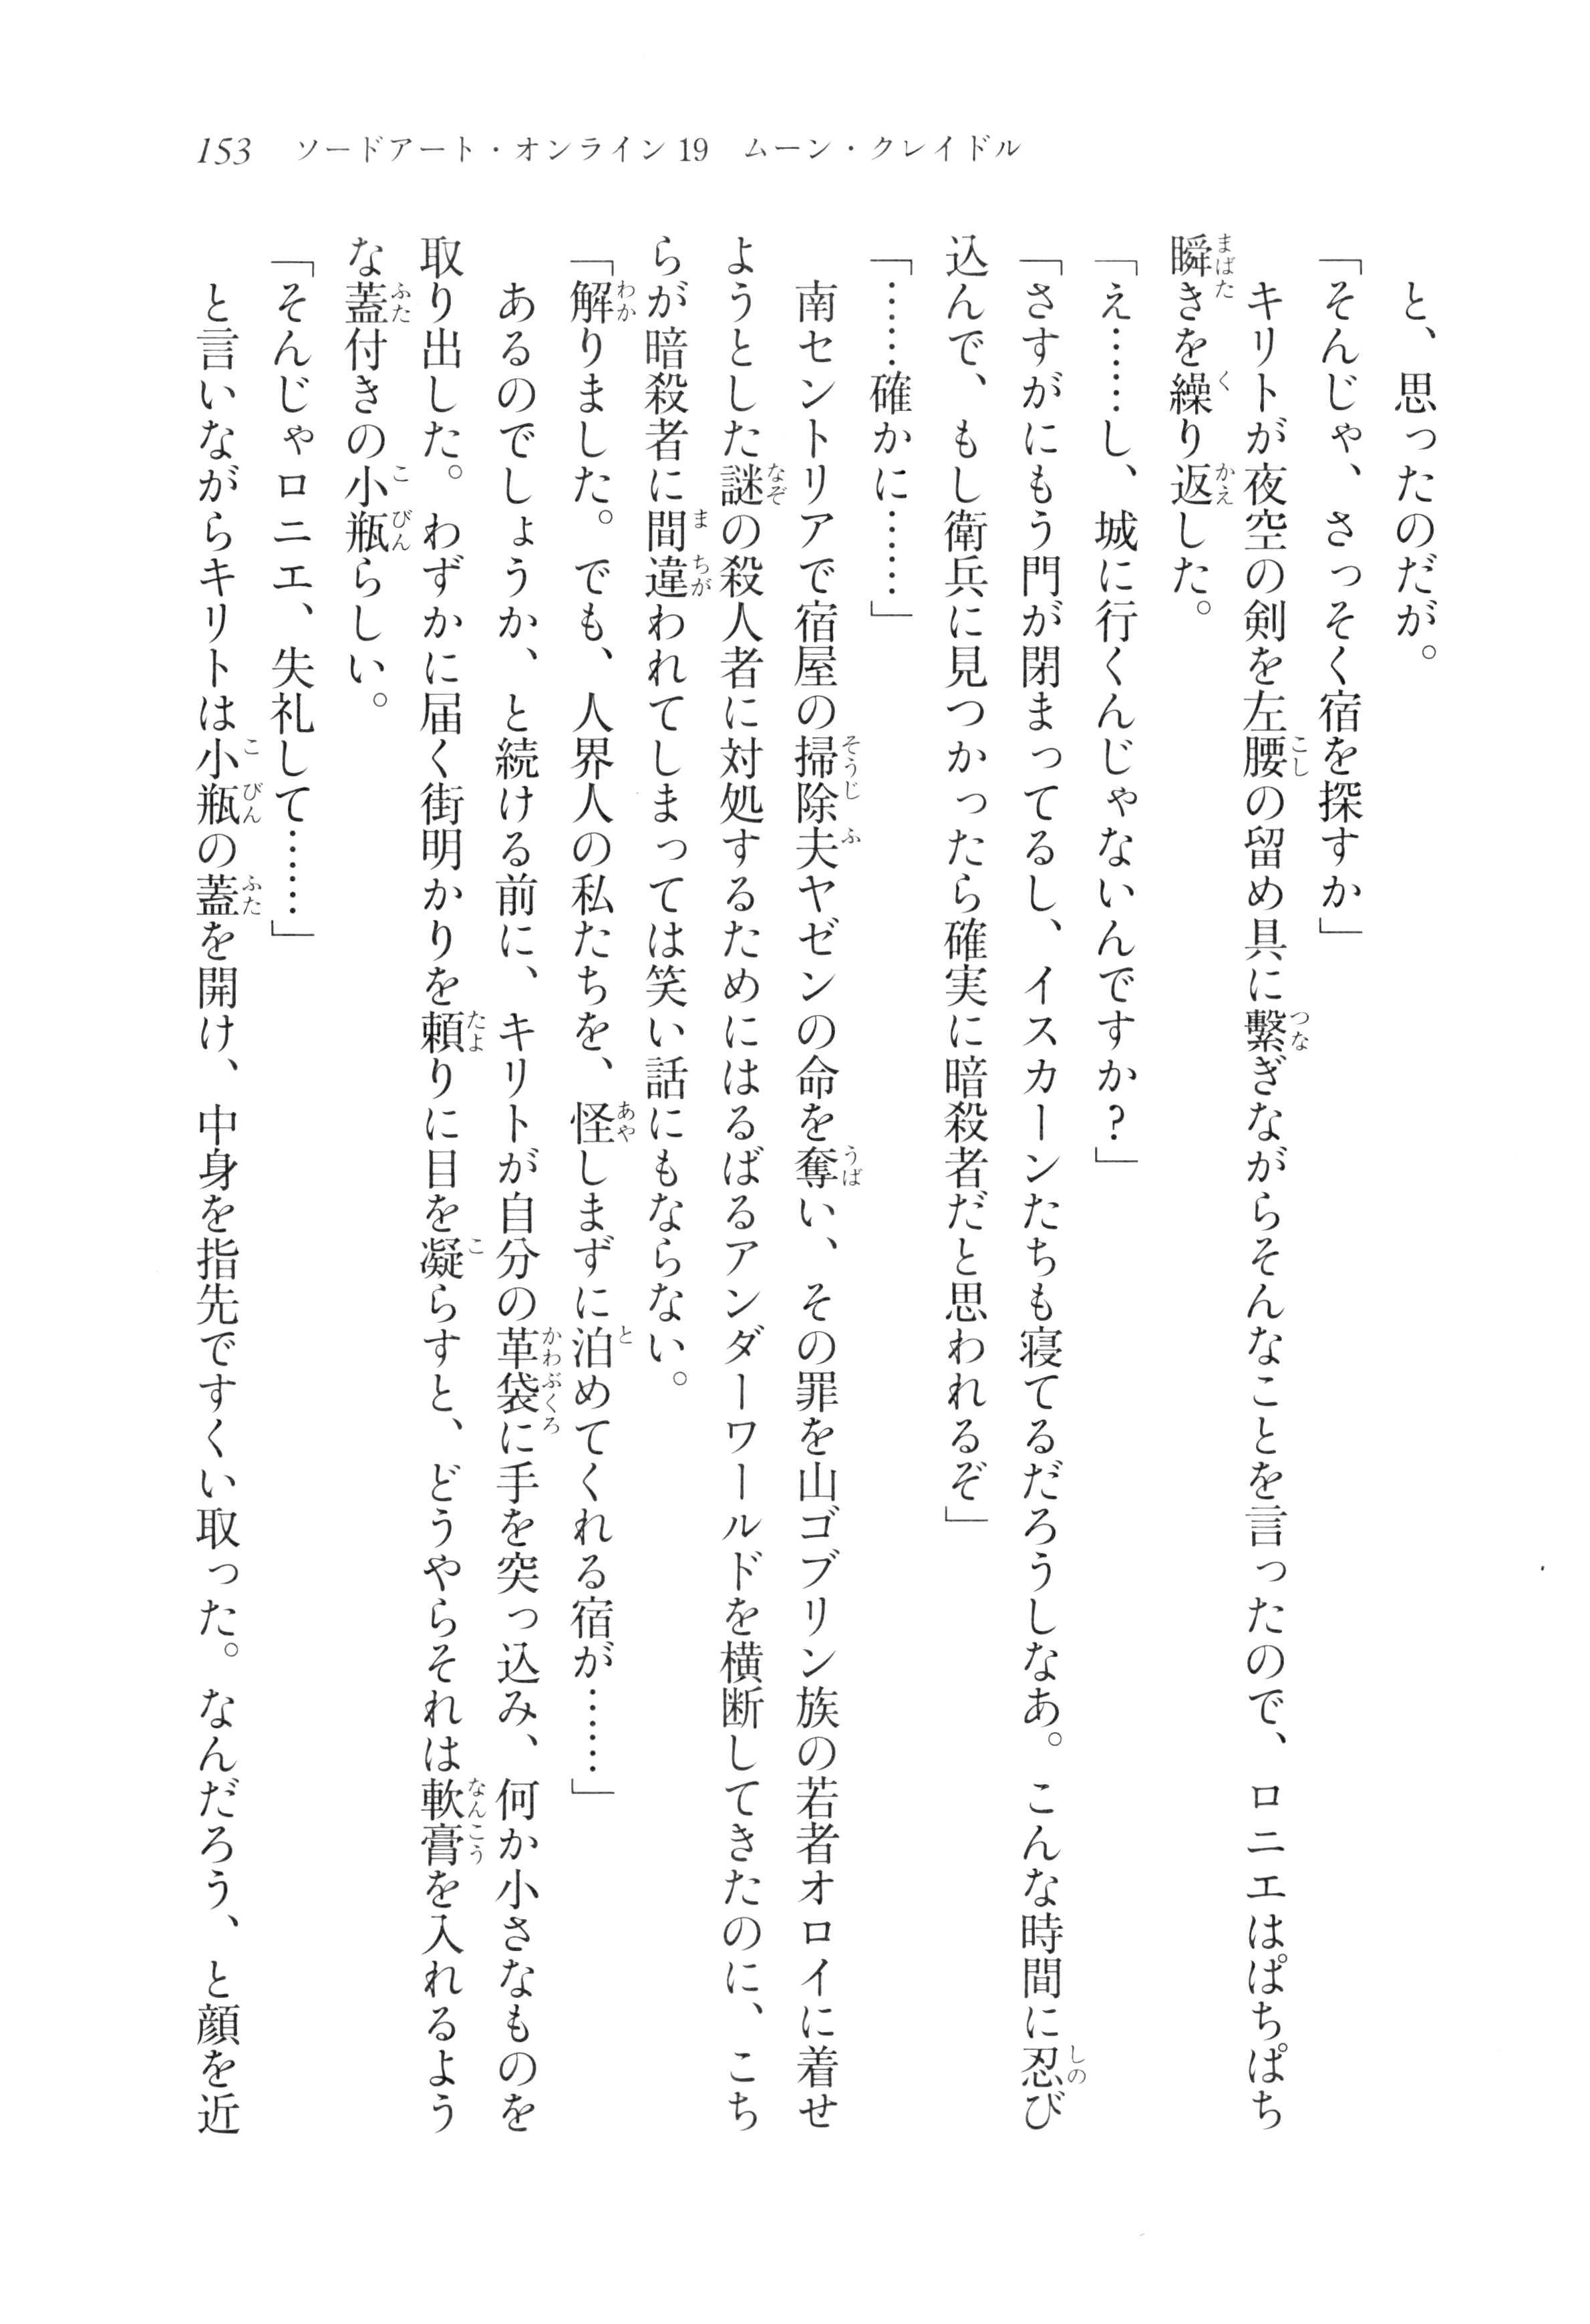 153　ソードアート・オンライン19　ムーン・クレイドル
　と、思ったのだが。
「そんじゃ、さっそく宿を探すか」
　キリトが夜空の剣を左腰の留め具に繫ぎながらそんなことを言ったので、ロニエはぱちぱち
瞬きを繰り返した。
「え……し、城に行くんじゃないんですか?」
「さすがにもう門が閉まってるし、イスカーンたちも寝てるだろうしなあ。こんな時間に忍び
込んで、もし衛兵に見つかったら確実に暗殺者だと思われるぞ」
「……確かに……」
　南セントリアで宿屋の掃除夫ヤゼンの命を奪い、その罪を山ゴブリン族の若者オロイに着せ
ようとした謎の殺人者に対処するためにはるばるアンダーワールドを横断してきたのに、こち
らが暗殺者に間違われてしまっては笑い話にもならない。
「解りました。でも、人界人の私たちを、怪しまずに泊めてくれる宿が……」
　あるのでしょうか、と続ける前に、キリトが自分の革袋に手を突っ込み、何か小さなものを
取り出した。わずかに届く街明かりを頼りに目を凝らすと、どうやらそれは軟膏を入れるよう
な蓋付きの小瓶らしい。
「そんじゃロニエ、失礼して……」
　と言いながらキリトは小瓶の蓋を開け、中身を指先ですくい取った。なんだろう、と顔を近